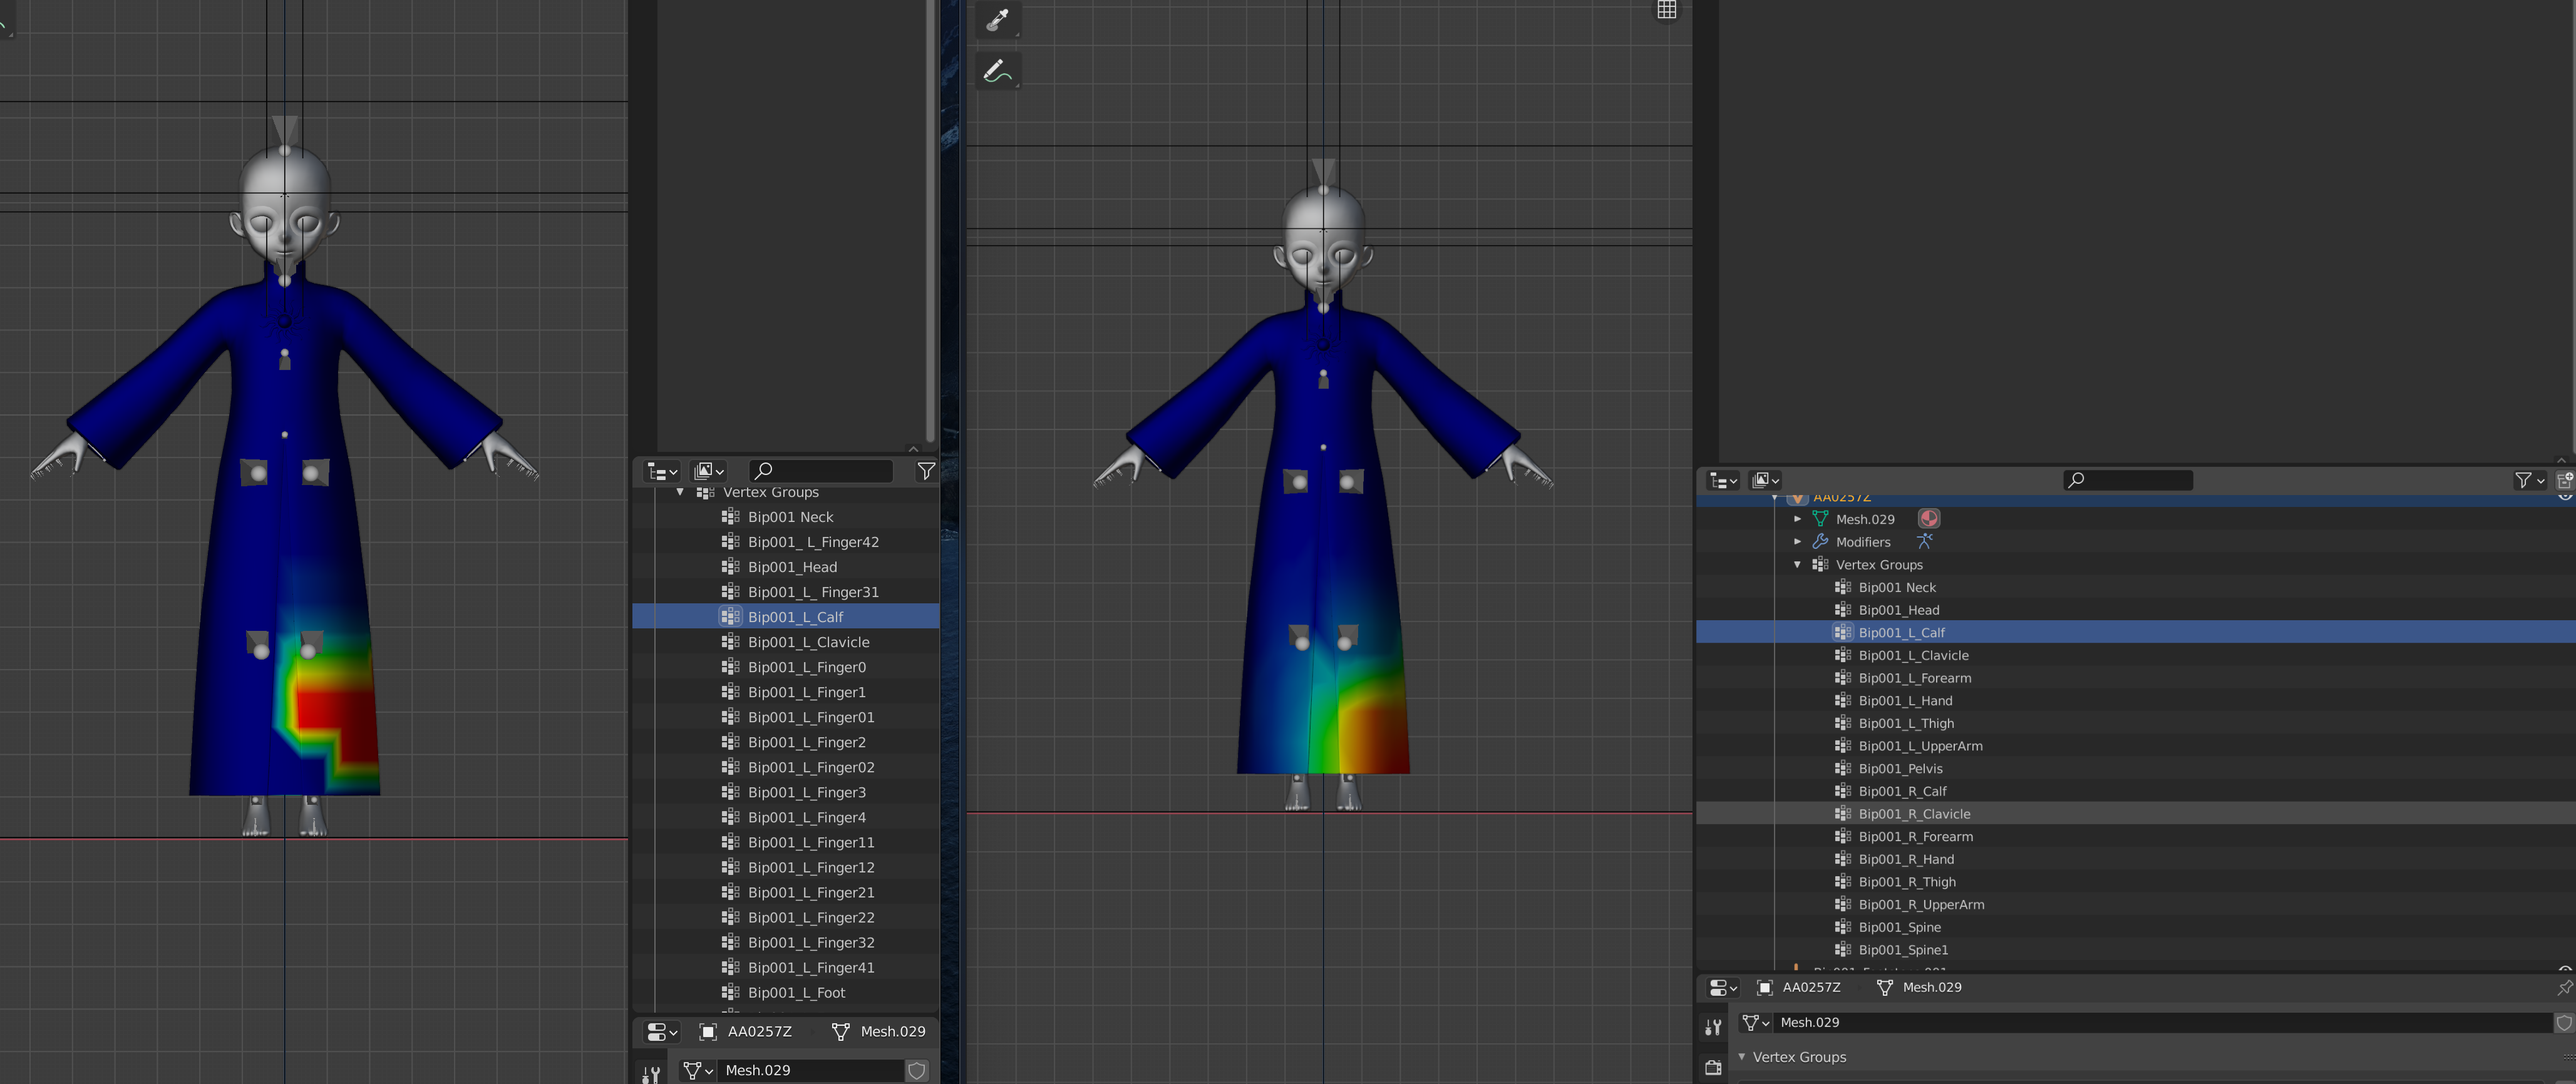 Vertex Groups
Bip001 Neck
Bip001_ L_Finger42
Bip001_Head
Bip001_L_ Finger31
Bip001_L_Calf
Bip001_L_Clavicle
Bip001_L_Finger0
Bip001_L_Finger1
Bip001_L_Finger01
Bip001_L_Finger2
Bip001_L_Finger02
Bip001_L_Finger3
Bip001_L_Finger4
Bip001_L_Finger11
Bip001_L_Finger12
Bip001_L_Finger21
Bip001_L_Finger22
Bip001_L_Finger32
Bip001_L_Finger41
Bip001_L_Foot
AA0257Z Mesh.029
Mesh.029
AA0257Z
Mesh.029
Modifiers
Vertex Groups
Bip001 Neck
Bip001_Head
Bip001_L_Calf
Bip001_L_Clavicle
Bip001_L_Forearm
Bip001_L_Hand
Bip001_L_Thigh
Bip001_L_UpperArm
Bip001_Pelvis
Bip001_R_Calf
Bip001_R_Clavicle
Bip001_R_Forearm
Bip001_R_Hand
Bip001_R_Thigh
Bip001_R_UpperArm
Bip001_Spine
Bip001_Spine1
AA0257Z Mesh.029
Mesh.029
Vertex Groups